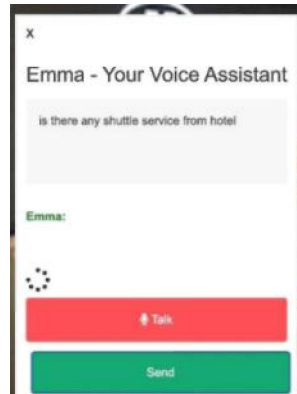 x
Emma - Your Voice Assistant
is there any shuttle service from hotel
Emma:
Talk
Send